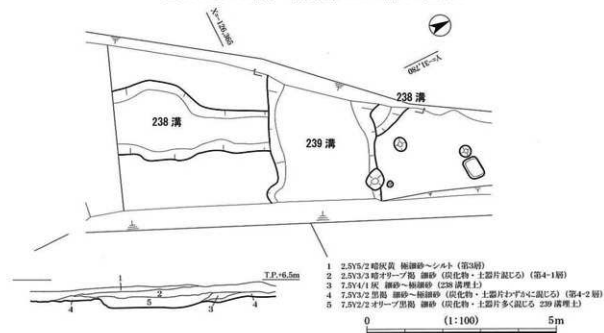 X=-126,365
Y=-31,780
238 溝
238 溝
239 溝
1 2.5Y5/2 暗灰黄 極細砂～シルト (第3層)
2 2.5Y3/3 暗オリーブ褐 細砂 (炭化物・土器片混じる) (第4-1層)
3 7.5Y4/1 灰 細砂～極細砂 (238 溝埋土)
4 7.5Y3/2 黒褐 細砂～極細砂 (炭化物・土器片わずかに混じる) (第4-2層)
5 7.5Y2/2 オリーブ黒褐 細砂 (炭化物・土器片多く混じる 239 溝埋土)
T.P.+6.5m
1
2
3
4
5
4
4
0 (1:100) 5m